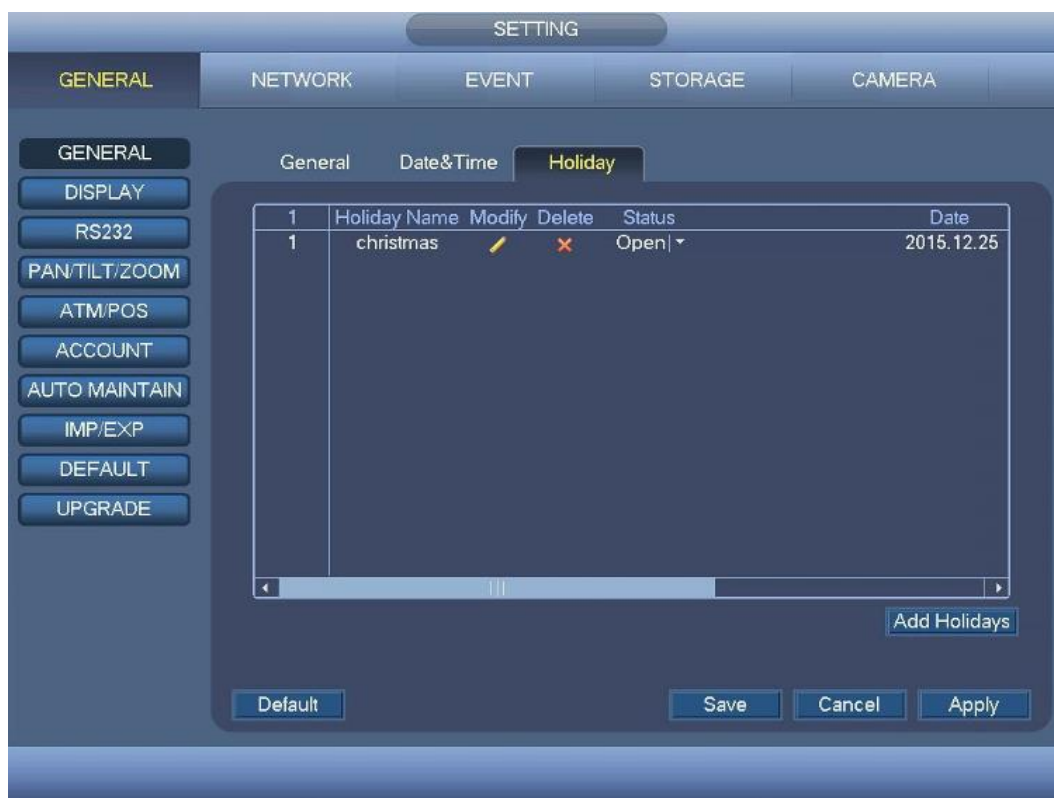 SETTING
GENERAL NETWORK EVENT STORAGE CAMERA
GENERAL
DISPLAY
RS232
PAN/TILT/ZOOM
ATM/POS
ACCOUNT
AUTO MAINTAIN
IMP/EXP
DEFAULT
UPGRADE
General Date&Time Holiday
1 Holiday Name Modify Delete Status Date
1 christmas Open 2015.12.25
Add Holidays
Default Save Cancel Apply